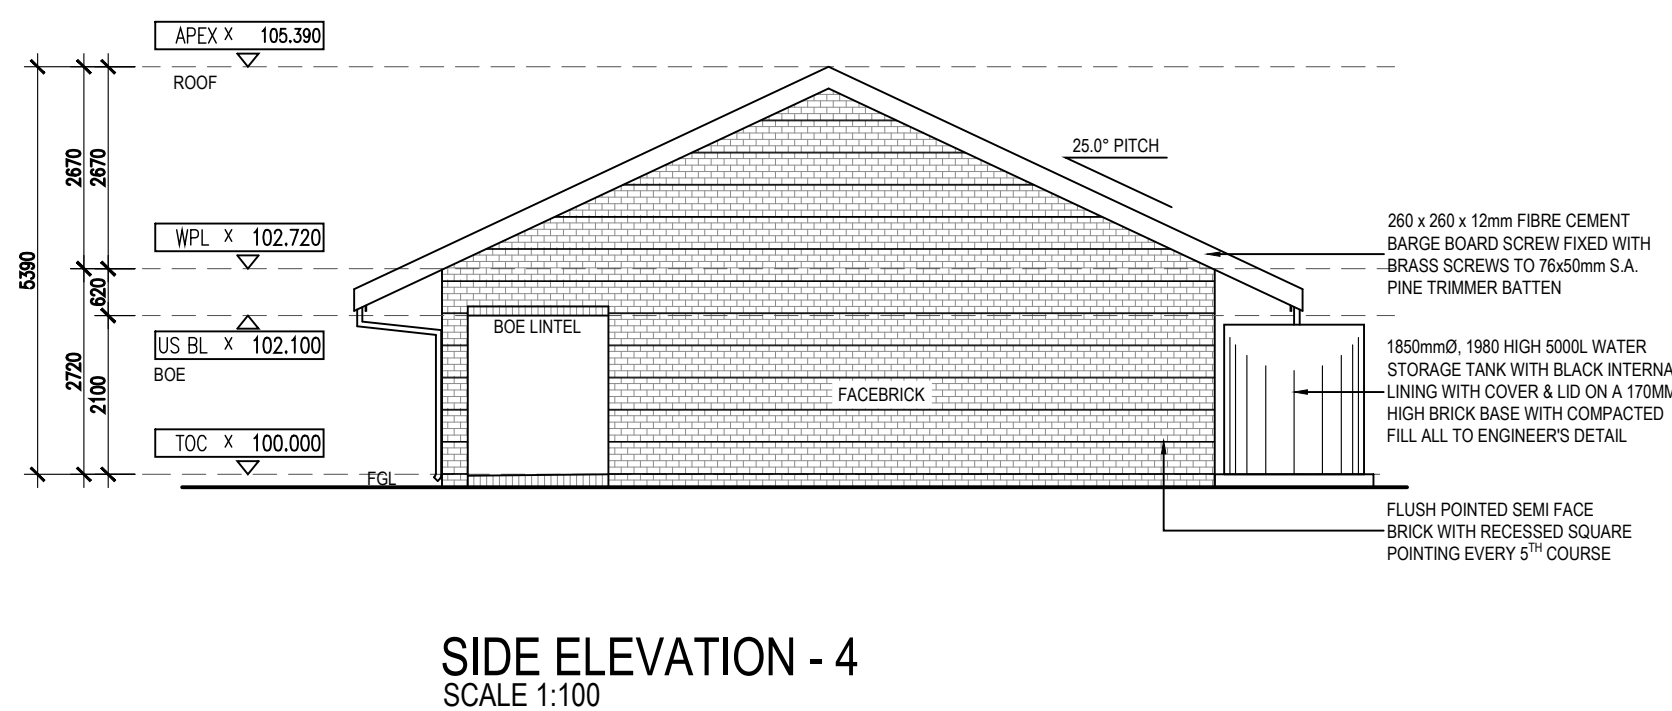 APEX X 105.390
ROOF
5390
2670
2670
WPL X 102.720
620
US BL X 102.100
BOE
2720
2100
TOC X 100.000
FGL
BOE LINTEL
FACEBRICK
25.0° PITCH
260 x 260 x 12mm FIBRE CEMENT
BARGE BOARD SCREW FIXED WITH
BRASS SCREWS TO 76x50mm S.A.
PINE TRIMMER BATTEN
1850mmØ, 1980 HIGH 5000L WATER
STORAGE TANK WITH BLACK INTERNA
LINING WITH COVER & LID ON A 170MM
HIGH BRICK BASE WITH COMPACTED
FILL ALL TO ENGINEER'S DETAIL
FLUSH POINTED SEMI FACE
BRICK WITH RECESSED SQUARE
POINTING EVERY 5TH COURSE
SIDE ELEVATION - 4
SCALE 1:100